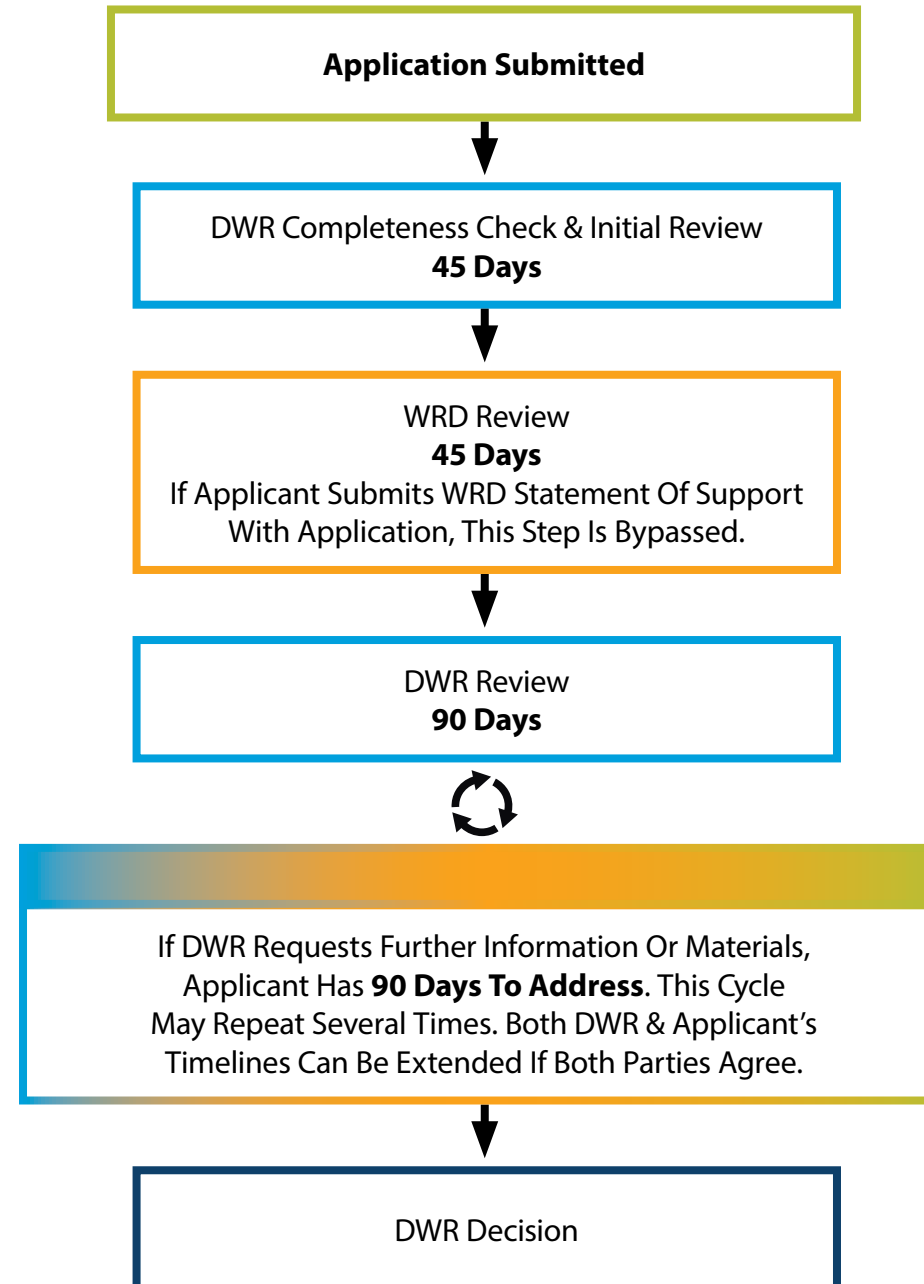 Application Submitted
DWR Completeness Check & Initial Review
45 Days
WRD Review
45 Days
If Applicant Submits WRD Statement Of Support
With Application, This Step Is Bypassed.
DWR Review
90 Days
If DWR Requests Further Information Or Materials,
Applicant Has 90 Days To Address. This Cycle
May Repeat Several Times. Both DWR & Applicant's
Timelines Can Be Extended If Both Parties Agree.
DWR Decision